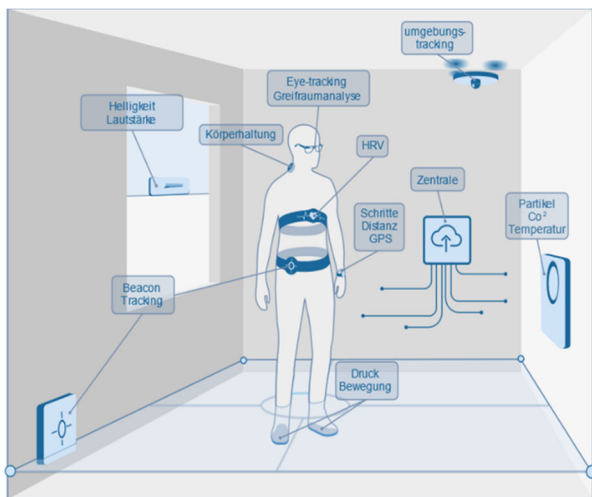 umgebungs-
tracking
Eye-tracking
Greifraumanalyse
Helligkeit
Lautstärke
Körperhaltung
HRV
Zentrale
Partikel
Co²
Temperatur
Schritte
Distanz
GPS
Beacon
Tracking
Druck
Bewegung